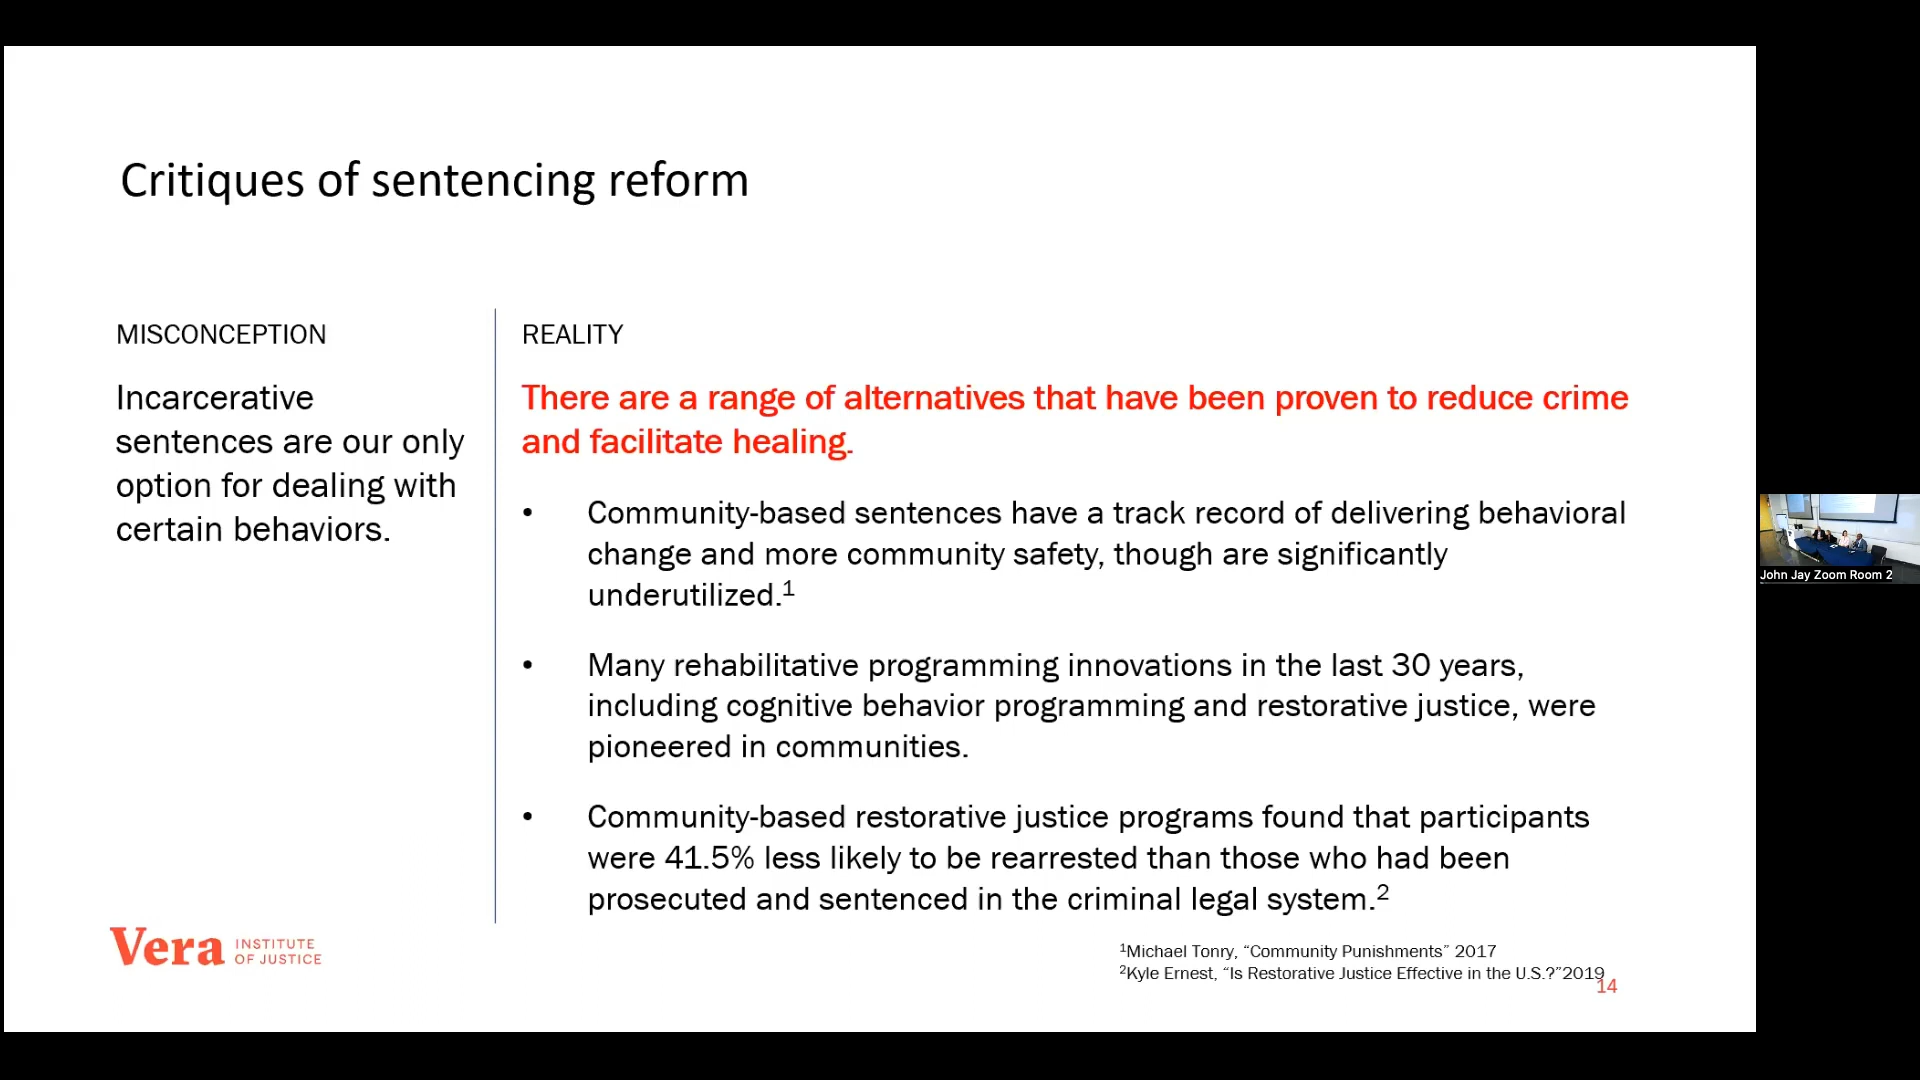 Critiques of sentencing reform
MISCONCEPTION
Incarcerative
sentences are our only
option for dealing with
certain behaviors.
REALITY
There are a range of alternatives that have been proven to reduce crime
and facilitate healing.
• Community-based sentences have a track record of delivering behavioral
change and more community safety, though are significantly
underutilized.1
• Many rehabilitative programming innovations in the last 30 years,
including cognitive behavior programming and restorative justice, were
pioneered in communities.
• Community-based restorative justice programs found that participants
were 41.5% less likely to be rearrested than those who had been
prosecuted and sentenced in the criminal legal system.2
Vera INSTITUTE
OF JUSTICE
1Michael Tonry, “Community Punishments” 2017
2Kyle Ernest, “Is Restorative Justice Effective in the U.S.?”2019
14
John Jay Zoom Room 2